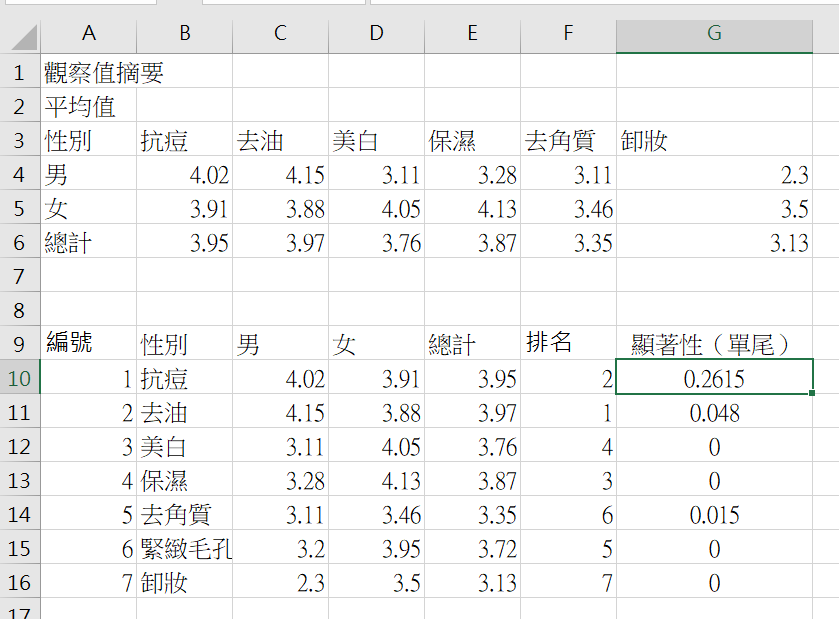 A B C D E F G
1 觀察值摘要
2 平均值
3 性別 抗痘 去油 美白 保濕 去角質 卸妝
4 男 4.02 4.15 3.11 3.28 3.11 2.3
5 女 3.91 3.88 4.05 4.13 3.46 3.5
6 總計 3.95 3.97 3.76 3.87 3.35 3.13
7
8
9 編號 性別 男 女 總計 排名 顯著性（單尾）
10 1 抗痘 4.02 3.91 3.95 2 0.2615
11 2 去油 4.15 3.88 3.97 1 0.048
12 3 美白 3.11 4.05 3.76 4 0
13 4 保濕 3.28 4.13 3.87 3 0
14 5 去角質 3.11 3.46 3.35 6 0.015
15 6 緊緻毛孔 3.2 3.95 3.72 5 0
16 7 卸妝 2.3 3.5 3.13 7 0
17